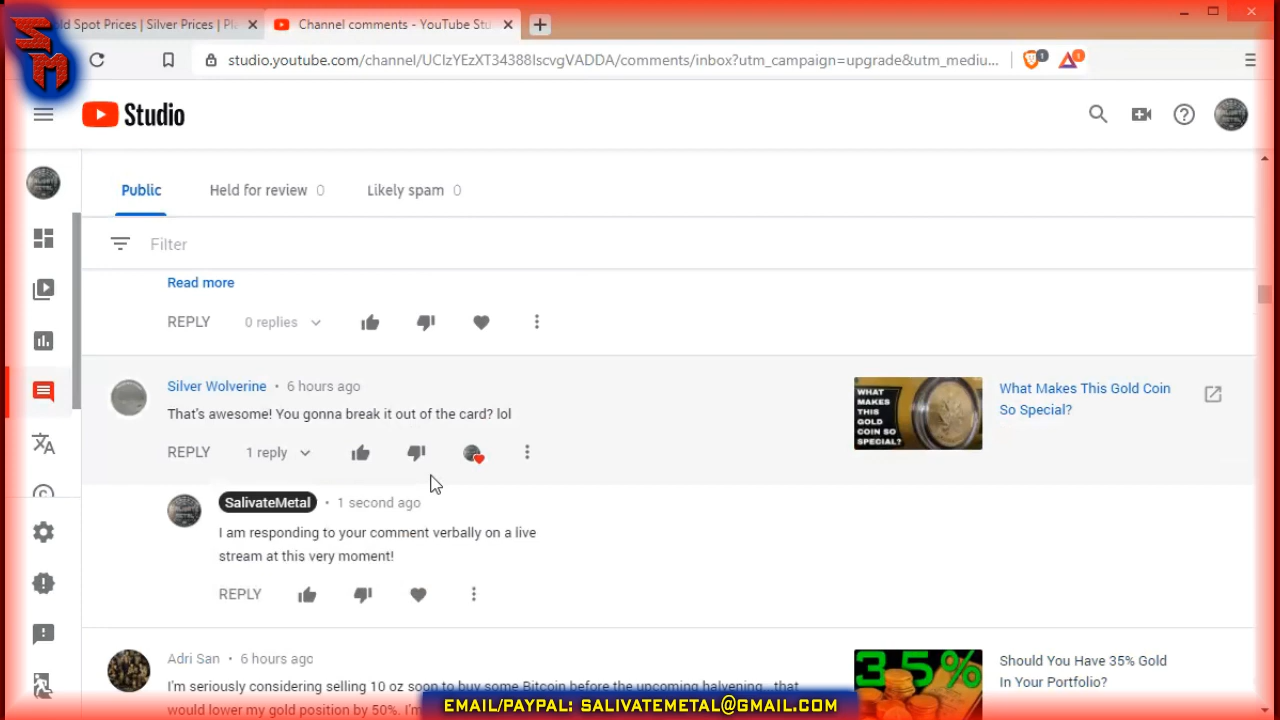 SM
ld Spot Prices | Silver Prices | Pl
Channel comments - YouTube Stu
studio.youtube.com/channel/UClzYEzXT34388IscvgVADDA/comments/inbox?utm_campaign=upgrade&utm_mediu...
1
1
Studio
Public
Held for review 0
Likely spam 0
Filter
Read more
REPLY 0 replies
Silver Wolverine • 6 hours ago
That's awesome! You gonna break it out of the card? lol
REPLY 1 reply
WHAT
MAKES
THIS
GOLD
COIN SO
SPECIAL?
What Makes This Gold Coin
So Special?
SalivateMetal • 1 second ago
I am responding to your comment verbally on a live
stream at this very moment!
REPLY
Adri San • 6 hours ago
I'm seriously considering selling 10 oz soon to buy some Bitcoin before the upcoming halvening...that
would lower my gold position by 50%. I'm
35%
Should You Have 35% Gold
In Your Portfolio?
EMAIL/PAYPAL: SALIVATEMETAL@GMAIL.COM